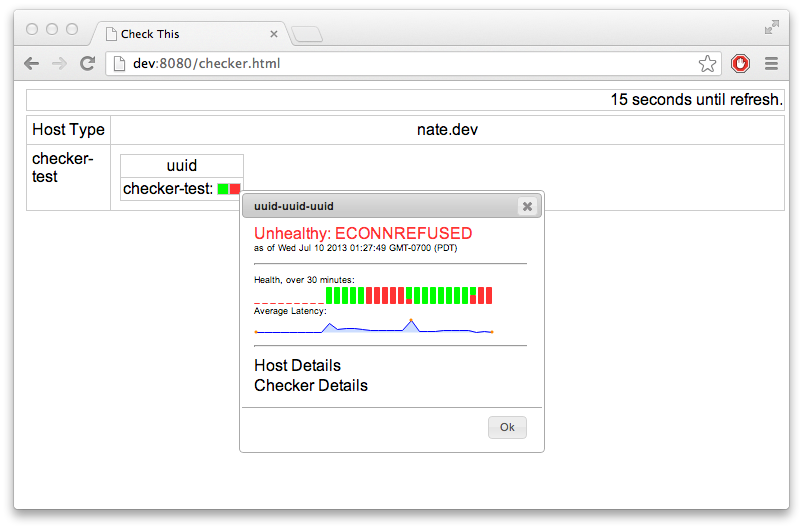 Check This
dev:8080/checker.html
15 seconds until refresh.
Host Type
nate.dev
checker-
test
uuid
checker-test:
uuid-uuid-uuid
Unhealthy: ECONNREFUSED
as of Wed Jul 10 2013 01:27:49 GMT-0700 (PDT)
Health, over 30 minutes:
Average Latency:
Host Details
Checker Details
Ok